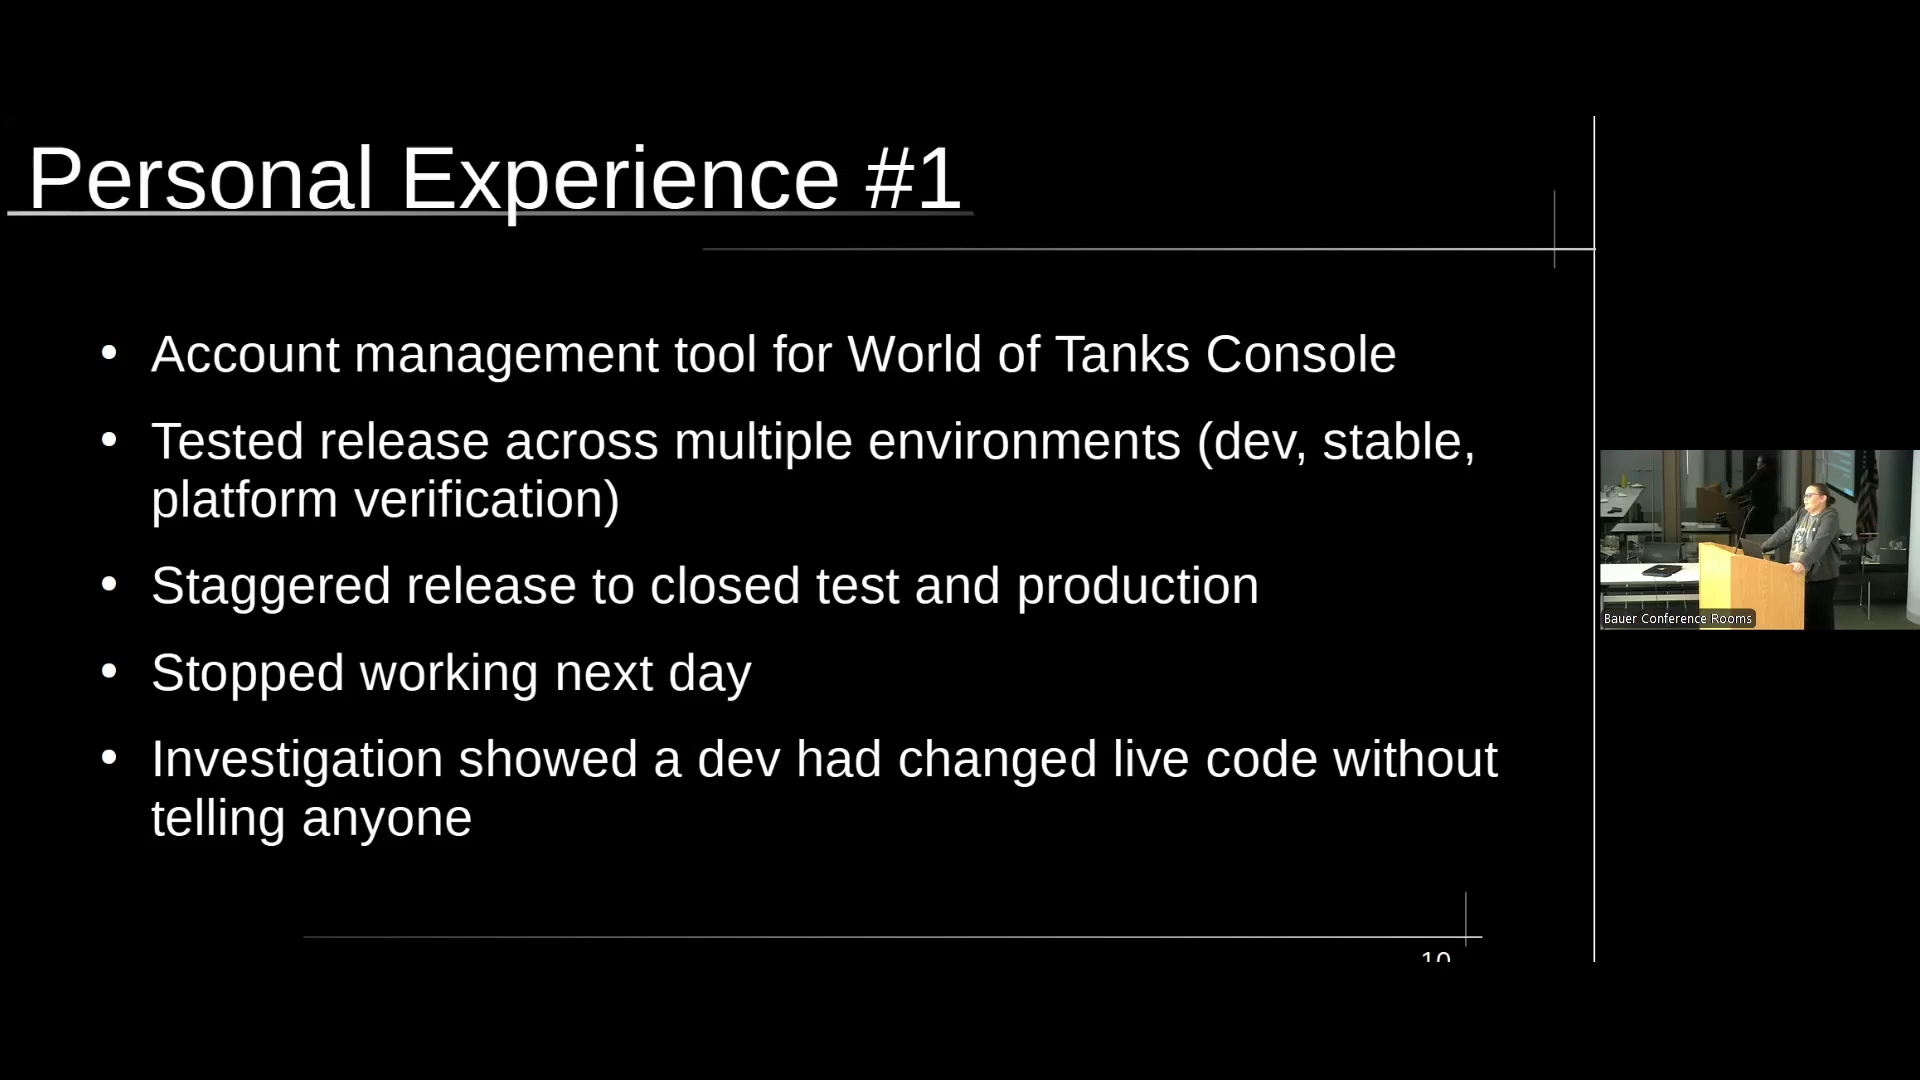 Personal Experience #1
• Account management tool for World of Tanks Console
• Tested release across multiple environments (dev, stable,
platform verification)
• Staggered release to closed test and production
• Stopped working next day
• Investigation showed a dev had changed live code without
telling anyone
10
Bauer Conference Rooms